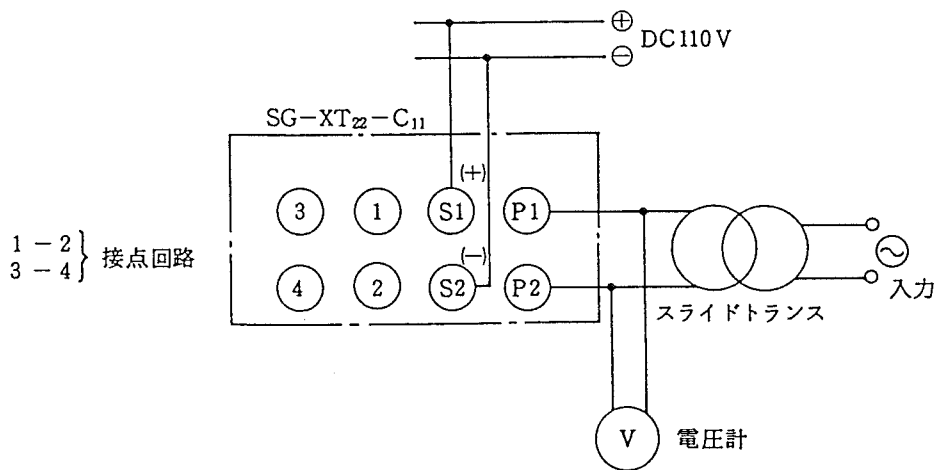 ⊕
DC110V
⊖
SG-XT₂₂-C₁₁
(+)
3 1 S1 P1
1-2
3-4 } 接点回路
(-)
4 2 S2 P2
入力
スライドトランス
V 電圧計